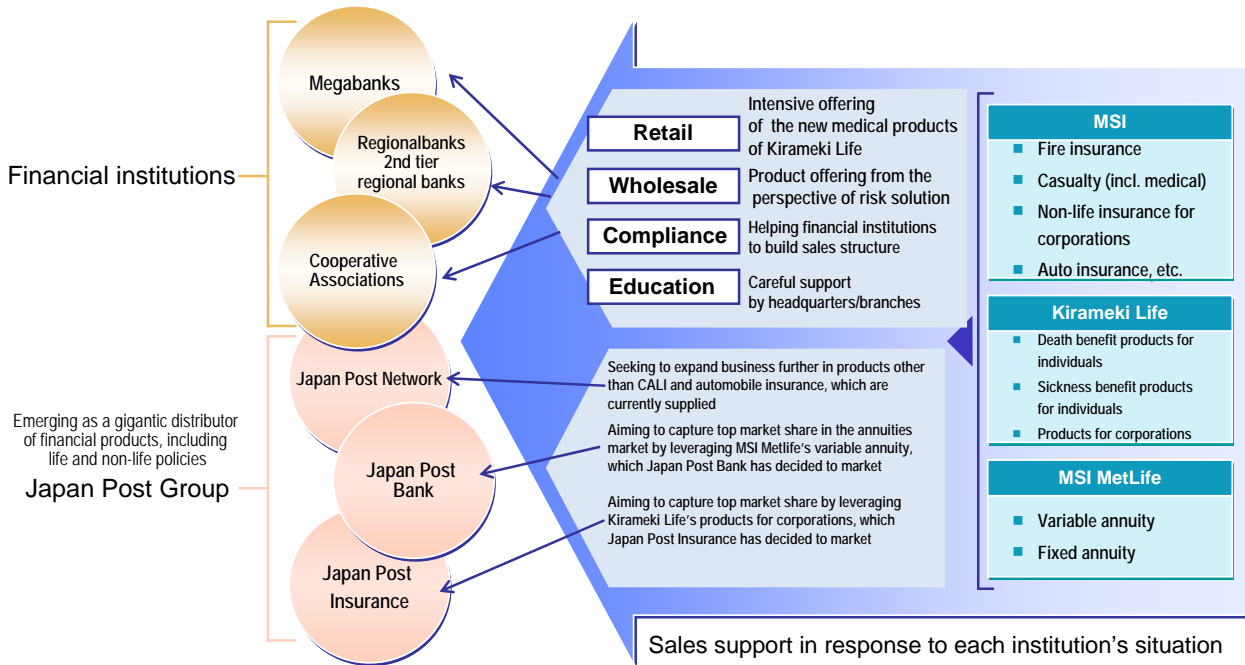 Financial institutions
Megabanks
Regionalbanks
2nd tier
regional banks
Cooperative
Associations
Emerging as a gigantic distributor
of financial products, including
life and non-life policies
Japan Post Group
Japan Post Network
Japan Post
Bank
Japan Post
Insurance
Retail
Intensive offering
of the new medical products
of Kirameki Life
Wholesale
Product offering from the
perspective of risk solution
Compliance
Helping financial institutions
to build sales structure
Education
Careful support
by headquarters/branches
Seeking to expand business further in products other
than CALI and automobile insurance, which are
currently supplied
Aiming to capture top market share in the annuities
market by leveraging MSI Metlife's variable annuity,
which Japan Post Bank has decided to market
Aiming to capture top market share by leveraging
Kirameki Life's products for corporations, which
Japan Post Insurance has decided to market
MSI
Fire insurance
Casualty (incl. medical)
Non-life insurance for
corporations
Auto insurance, etc.
Kirameki Life
Death benefit products for
individuals
Sickness benefit products
for individuals
Products for corporations
MSI MetLife
Variable annuity
Fixed annuity
Sales support in response to each institution's situation